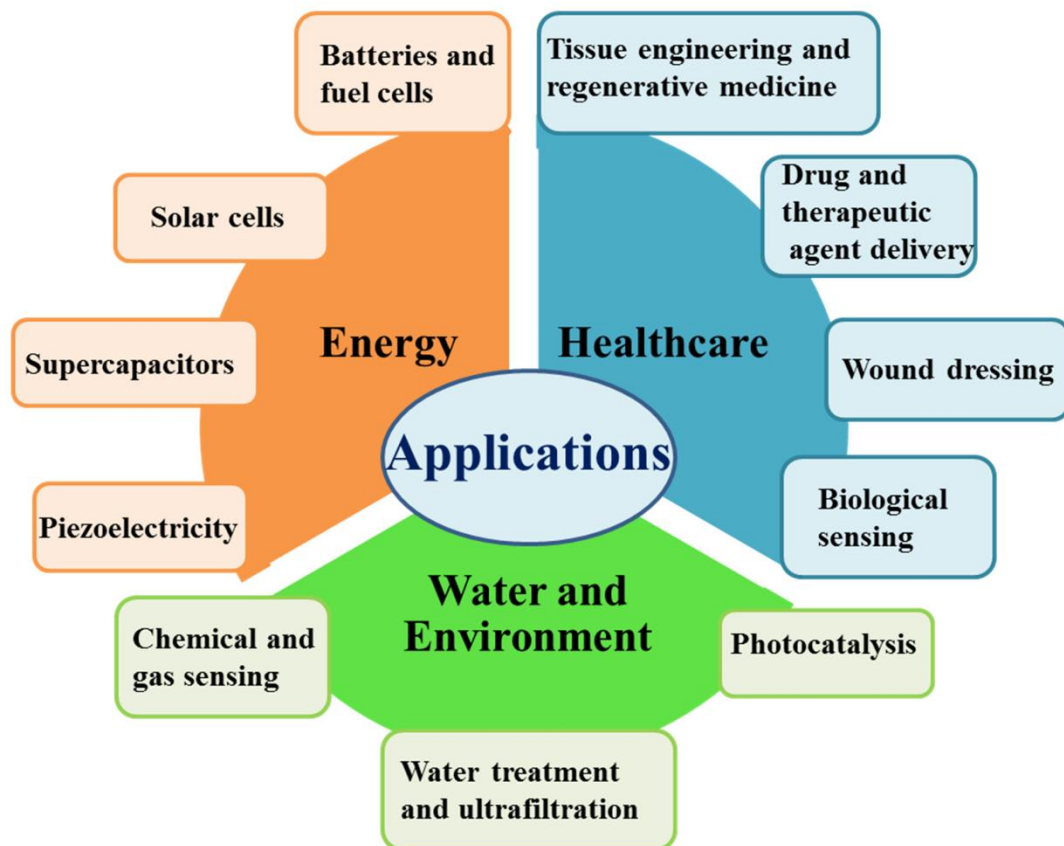 Batteries and
fuel cells
Solar cells
Supercapacitors
Piezoelectricity
Energy
Tissue engineering and
regenerative medicine
Drug and
therapeutic
agent delivery
Wound dressing
Biological
sensing
Healthcare
Applications
Water and
Environment
Chemical and
gas sensing
Water treatment
and ultrafiltration
Photocatalysis